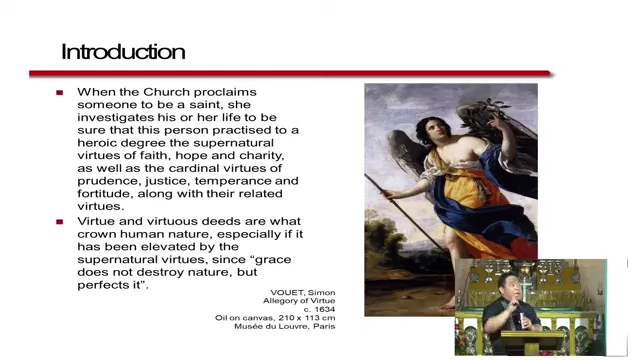 Introduction
When the Church proclaims
someone to be a saint, she
investigates his or her life to be
sure that this person practised to a
heroic degree the supernatural
virtues of faith, hope and charity,
as well as the cardinal virtues of
prudence, justice, temperance and
fortitude, along with their related
virtues.
Virtue and virtuous deeds are what
crown human nature, especially if it
has been elevated by the
supernatural virtues, since “grace
does not destroy nature, but
perfects it”.
VOUET, Simon
Allegory of Virtue
c. 1634
Oil on canvas, 210 x 113 cm
Musée du Louvre, Paris